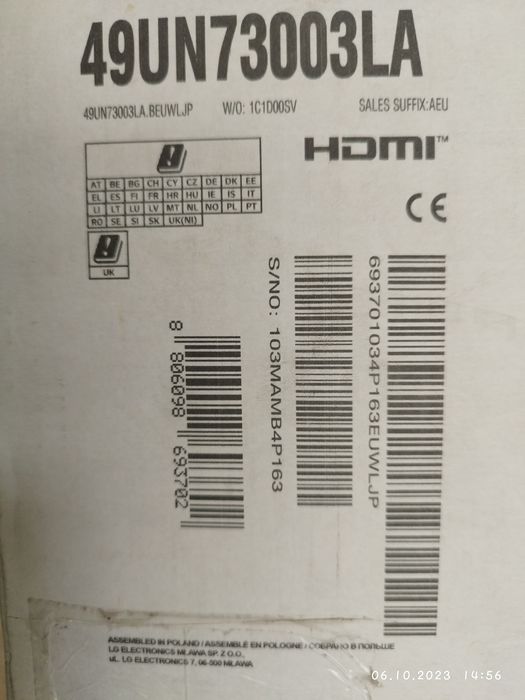 49UN73003LA
49UN73003LA.BEUWLJP W/O: 1C1D00SV SALES SUFFIX:AEU
HDMI™
AT BE BG CH CY CZ DE DK EE
EL ES FI FR HR HU IE IS IT
LI LT LU LV MT NL NO PL PT
RO SE SI SK UK(NI)
CE
UK
8 806098 693702
S/NO: 103MAMB4P163
693701034P163EUWLJP
ASSEMBLED IN POLAND / ASSEMBLÉ EN POLOGNE / СОБРАНО В ПОЛЬШЕ
LG ELECTRONICS MŁAWA SP. Z O.O.
UL. LG ELECTRONICS 7, 06-500 MŁAWA
06.10.2023 14:56